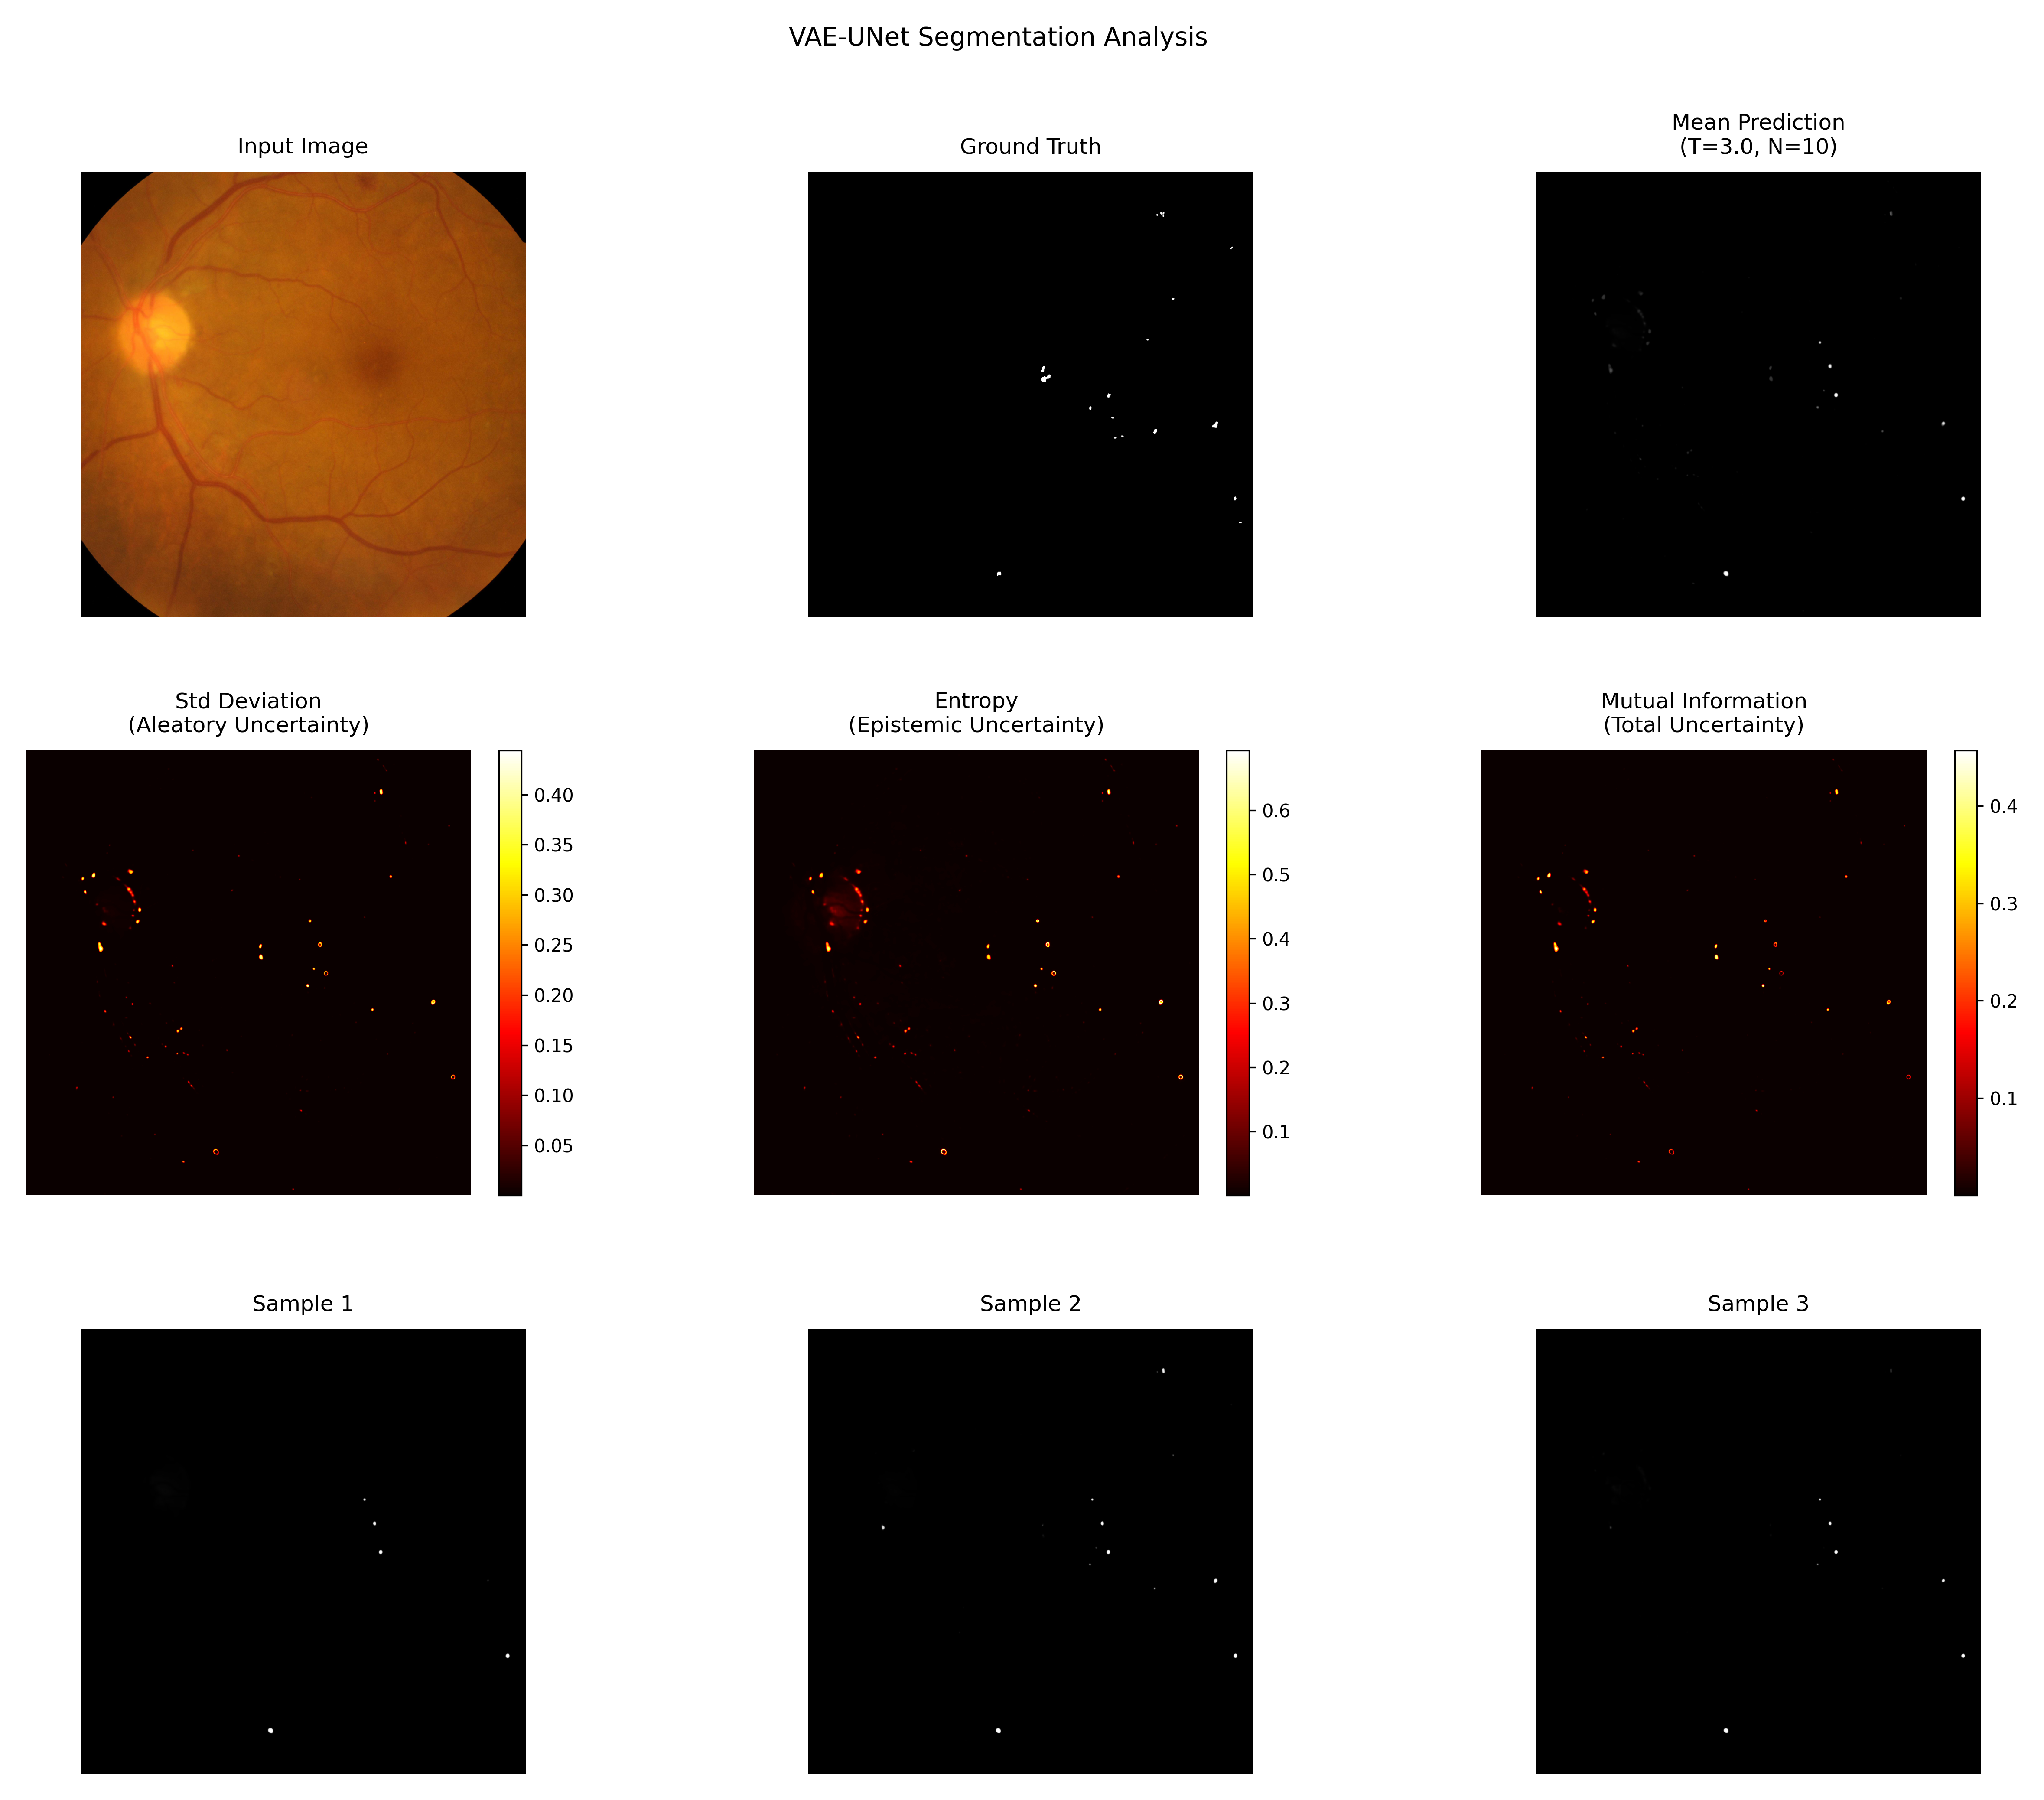 VAE-UNet Segmentation Analysis
Input Image
Ground Truth
Mean Prediction
(T=3.0, N=10)
Std Deviation
(Aleatory Uncertainty)
0.40
0.35
0.30
0.25
0.20
0.15
0.10
0.05
Entropy
(Epistemic Uncertainty)
0.6
0.5
0.4
0.3
0.2
0.1
Mutual Information
(Total Uncertainty)
0.4
0.3
0.2
0.1
Sample 1
Sample 2
Sample 3